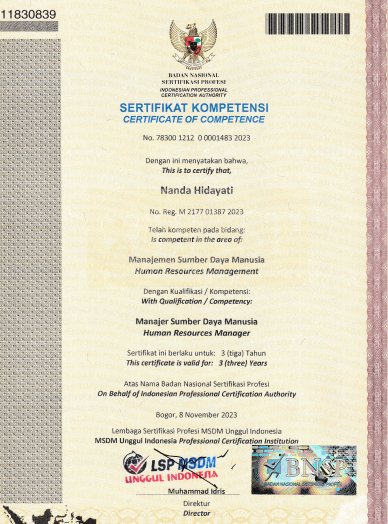 11830839
BADAN NASIONAL
SERTIFIKASI PROFESI
INDONESIAN PROFESSIONAL
CERTIFICATION AUTHORITY
SERTIFIKAT KOMPETENSI
CERTIFICATE OF COMPETENCE
No. 78300 1212 0 0001483 2023
Dengan ini menyatakan bahwa,
This is to certify that,
Nanda Hidayati
No. Reg. M 2177 01387 2023
Telah kompeten pada bidang:
Is competent in the area of:
Manajemen Sumber Daya Manusia
Human Resources Management
Dengan Kualifikasi / Kompetensi:
With Qualification / Competency:
Manajer Sumber Daya Manusia
Human Resources Manager
Sertifikat ini berlaku untuk: 3 (tiga) Tahun
This certificate is valid for: 3 (three) Years
Atas Nama Badan Nasional Sertifikasi Profesi
On Behalf of Indonesian Professional Certification Authority
Bogor, 8 November 2023
Lembaga Sertifikasi Profesi MSDM Unggul Indonesia
MSDM Unggul Indonesia Professional Certification Institution
LSP MSDM
UNGGUL INDONESIA
BNSP
BADAN NASIONAL SERTIFIKASI PROFESI
Muhammad Idris
Direktur
Director